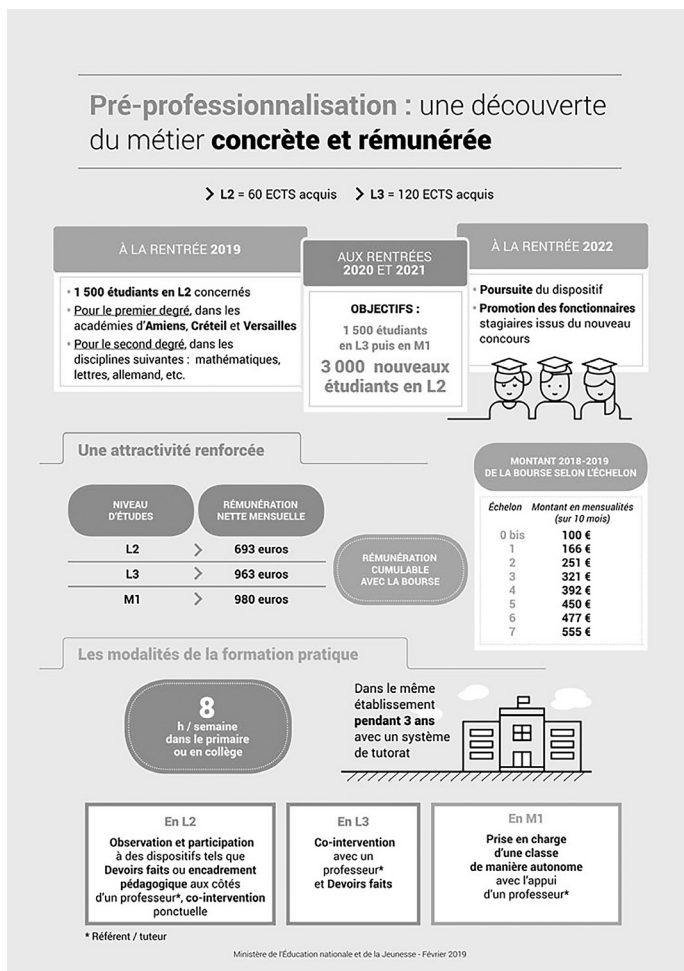 Pré-professionnalisation : une découverte
du métier concrète et rémunérée
> L2 = 60 ECTS acquis > L3 = 120 ECTS acquis
À LA RENTRÉE 2019
• 1 500 étudiants en L2 concernés
• Pour le premier degré, dans les
académies d'Amiens, Créteil et Versailles
• Pour le second degré, dans les
disciplines suivantes : mathématiques,
lettres, allemand, etc.
AUX RENTRÉES
2020 ET 2021
OBJECTIFS :
1 500 étudiants
en L3 puis en M1
3 000 nouveaux
étudiants en L2
À LA RENTRÉE 2022
• Poursuite du dispositif
• Promotion des fonctionnaires
stagiaires issus du nouveau
concours
Une attractivité renforcée
NIVEAU
D'ÉTUDES
RÉMUNÉRATION
NETTE MENSUELLE
L2 > 693 euros
L3 > 963 euros
M1 > 980 euros
RÉMUNÉRATION
CUMULABLE
AVEC LA BOURSE
MONTANT 2018-2019
DE LA BOURSE SELON L'ÉCHELON
Échelon Montant en mensualités
(sur 10 mois)
0 bis 100 €
1 166 €
2 251 €
3 321 €
4 392 €
5 450 €
6 477 €
7 555 €
Les modalités de la formation pratique
8
h / semaine
dans le primaire
ou en collège
Dans le même
établissement
pendant 3 ans
avec un système
de tutorat
En L2
Observation et participation
à des dispositifs tels que
Devoirs faits ou encadrement
pédagogique aux côtés
d'un professeur*, co-intervention
ponctuelle
En L3
Co-intervention
avec un
professeur*
et Devoirs faits
En M1
Prise en charge
d'une classe
de manière autonome
avec l'appui
d'un professeur*
* Référent / tuteur
Ministère de l'Éducation nationale et de la Jeunesse - Février 2019